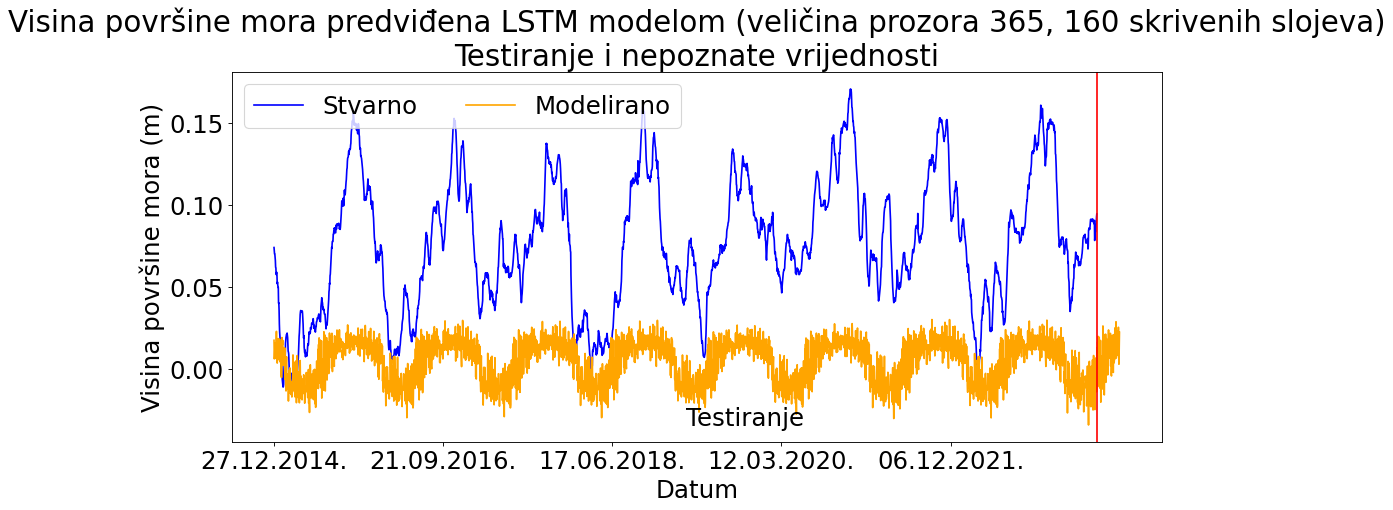 Visina površine mora predviđena LSTM modelom (veličina prozora 365, 160 skrivenih slojeva)
Testiranje i nepoznate vrijednosti
Stvarno Modelirano
Visina površine mora (m)
0.15
0.10
0.05
0.00
Testiranje
27.12.2014. 21.09.2016. 17.06.2018. 12.03.2020. 06.12.2021.
Datum